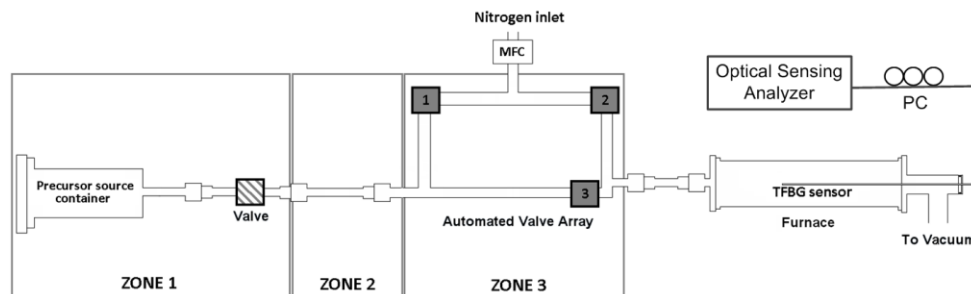 Nitrogen inlet
MFC
Optical Sensing
Analyzer
PC
1
2
Precursor source
container
Valve
3
Automated Valve Array
TFBG sensor
Furnace
To Vacuum
ZONE 1
ZONE 2
ZONE 3